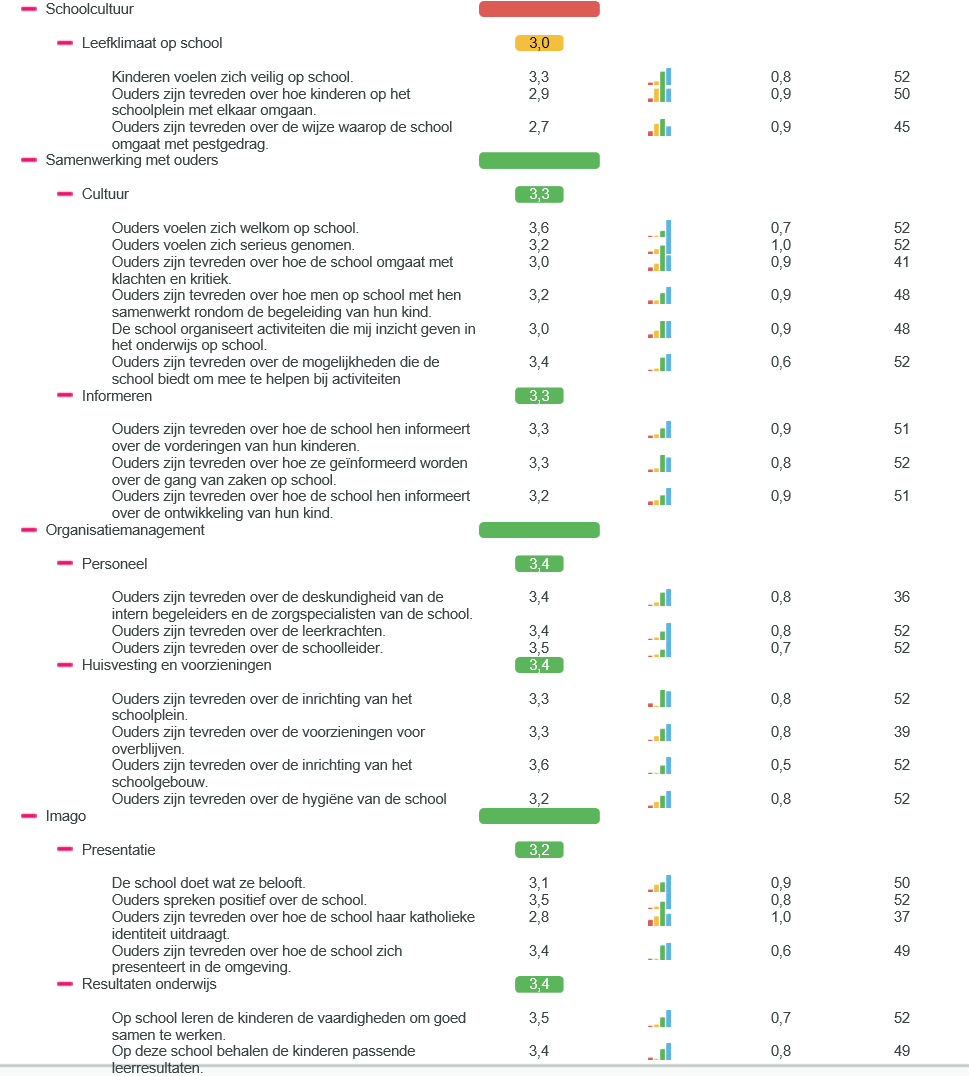 Schoolcultuur
Leefklimaat op school 3,0
Kinderen voelen zich veilig op school. 3,3 0,8 52
Ouders zijn tevreden over hoe kinderen op het 2,9 0,9 50
schoolplein met elkaar omgaan.
Ouders zijn tevreden over de wijze waarop de school 2,7 0,9 45
omgaat met pestgedrag.
Samenwerking met ouders
Cultuur 3,3
Ouders voelen zich welkom op school. 3,6 0,7 52
Ouders voelen zich serieus genomen. 3,2 1,0 52
Ouders zijn tevreden over hoe de school omgaat met 3,0 0,9 41
klachten en kritiek.
Ouders zijn tevreden over hoe men op school met hen 3,2 0,9 48
samenwerkt rondom de begeleiding van hun kind.
De school organiseert activiteiten die mij inzicht geven in 3,0 0,9 48
het onderwijs op school.
Ouders zijn tevreden over de mogelijkheden die de 3,4 0,6 52
school biedt om mee te helpen bij activiteiten
Informeren 3,3
Ouders zijn tevreden over hoe de school hen informeert 3,3 0,9 51
over de vorderingen van hun kinderen.
Ouders zijn tevreden over hoe ze geïnformeerd worden 3,3 0,8 52
over de gang van zaken op school.
Ouders zijn tevreden over hoe de school hen informeert 3,2 0,9 51
over de ontwikkeling van hun kind.
Organisatiemanagement
Personeel 3,4
Ouders zijn tevreden over de deskundigheid van de 3,4 0,8 36
intern begeleiders en de zorgspecialisten van de school.
Ouders zijn tevreden over de leerkrachten. 3,4 0,8 52
Ouders zijn tevreden over de schoolleider. 3,5 0,7 52
Huisvesting en voorzieningen 3,4
Ouders zijn tevreden over de inrichting van het 3,3 0,8 52
schoolplein.
Ouders zijn tevreden over de voorzieningen voor 3,3 0,8 39
overblijven.
Ouders zijn tevreden over de inrichting van het 3,6 0,5 52
schoolgebouw.
Ouders zijn tevreden over de hygiëne van de school 3,2 0,8 52
Imago
Presentatie 3,2
De school doet wat ze belooft. 3,1 0,9 50
Ouders spreken positief over de school. 3,5 0,8 52
Ouders zijn tevreden over hoe de school haar katholieke 2,8 1,0 37
identiteit uitdraagt.
Ouders zijn tevreden over hoe de school zich 3,4 0,6 49
presenteert in de omgeving.
Resultaten onderwijs 3,4
Op school leren de kinderen de vaardigheden om goed 3,5 0,7 52
samen te werken.
Op deze school behalen de kinderen passende 3,4 0,8 49
leerresultaten.